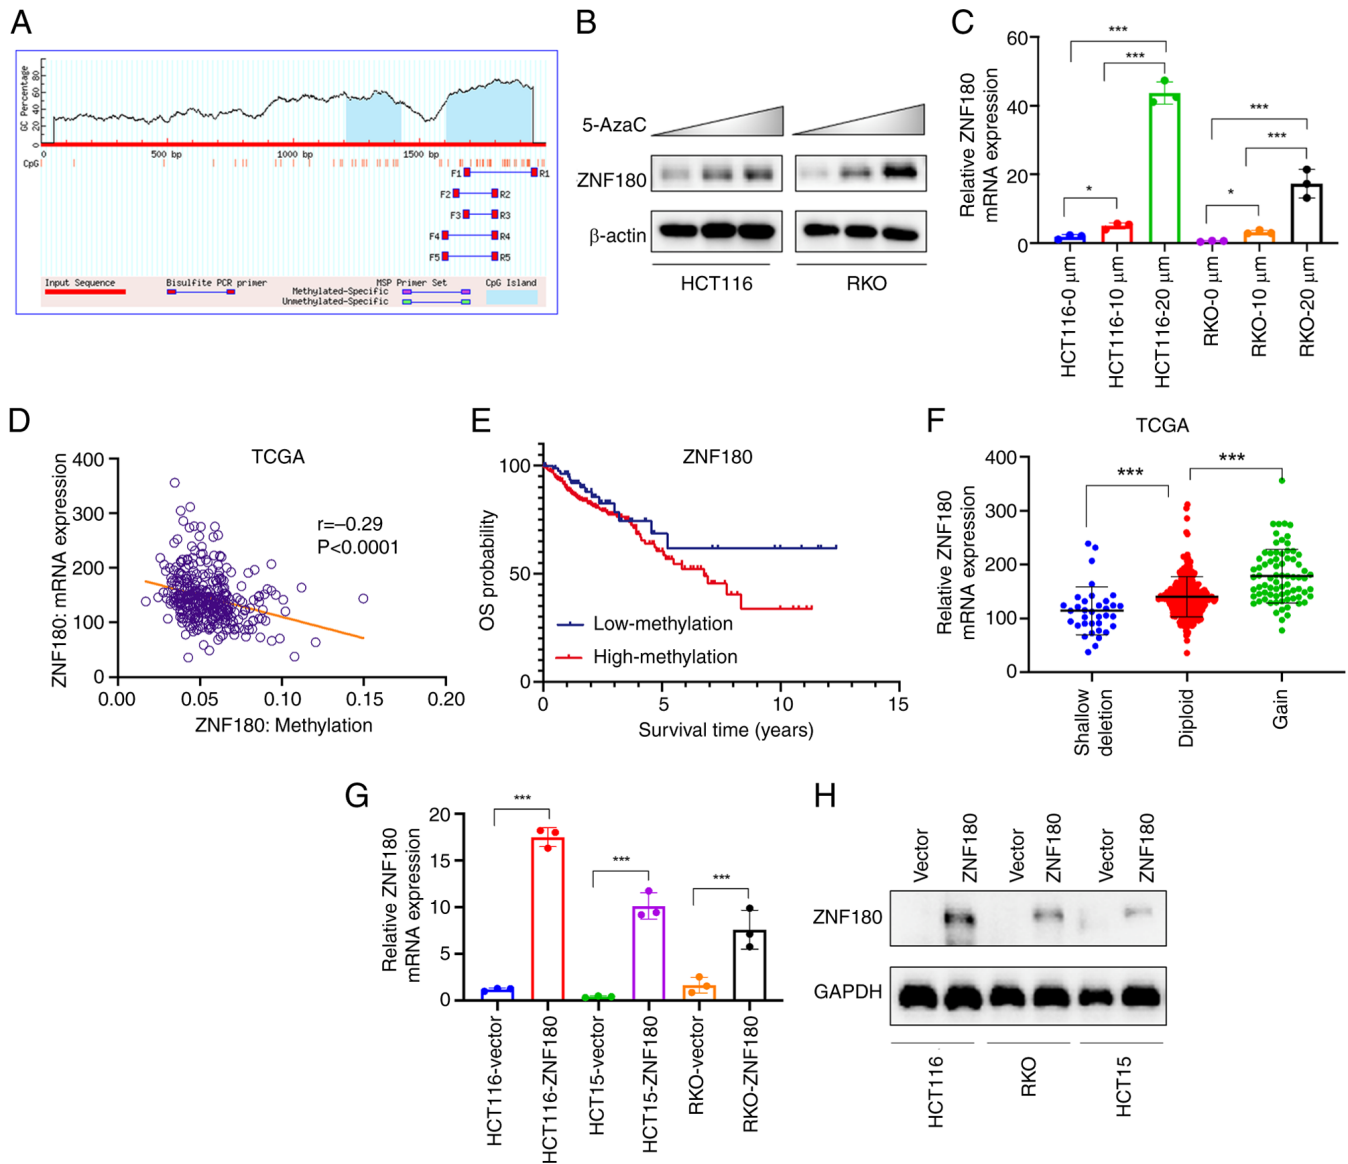 A
GC Percentage
80
60
40
20
0
0
500 bp
1000 bp
1500 bp
CpG
F1
R1
F2
R2
F3
R3
F4
R4
F5
R5
Input Sequence
Bisulfite PCR primer
MSP Primer Set
CpG Island
Methylated-Specific
Unmethylated-Specific
B
5-AzaC
ZNF180
β-actin
HCT116
RKO
C
Relative ZNF180
mRNA expression
60
40
20
0
***
***
*
***
***
*
HCT116-0 μm
HCT116-10 μm
HCT116-20 μm
RKO-0 μm
RKO-10 μm
RKO-20 μm
D
TCGA
ZNF180: mRNA expression
400
300
200
100
0
r=–0.29
P<0.0001
0.00
0.05
0.10
0.15
0.20
ZNF180: Methylation
E
ZNF180
OS probability
100
50
0
Low-methylation
High-methylation
0
5
10
15
Survival time (years)
F
TCGA
Relative ZNF180
mRNA expression
400
300
200
100
0
***
***
Shallow
deletion
Diploid
Gain
G
Relative ZNF180
mRNA expression
20
15
10
5
0
***
***
***
HCT116-vector
HCT116-ZNF180
HCT15-vector
HCT15-ZNF180
RKO-vector
RKO-ZNF180
H
Vector
ZNF180
Vector
ZNF180
Vector
ZNF180
ZNF180
GAPDH
HCT116
RKO
HCT15